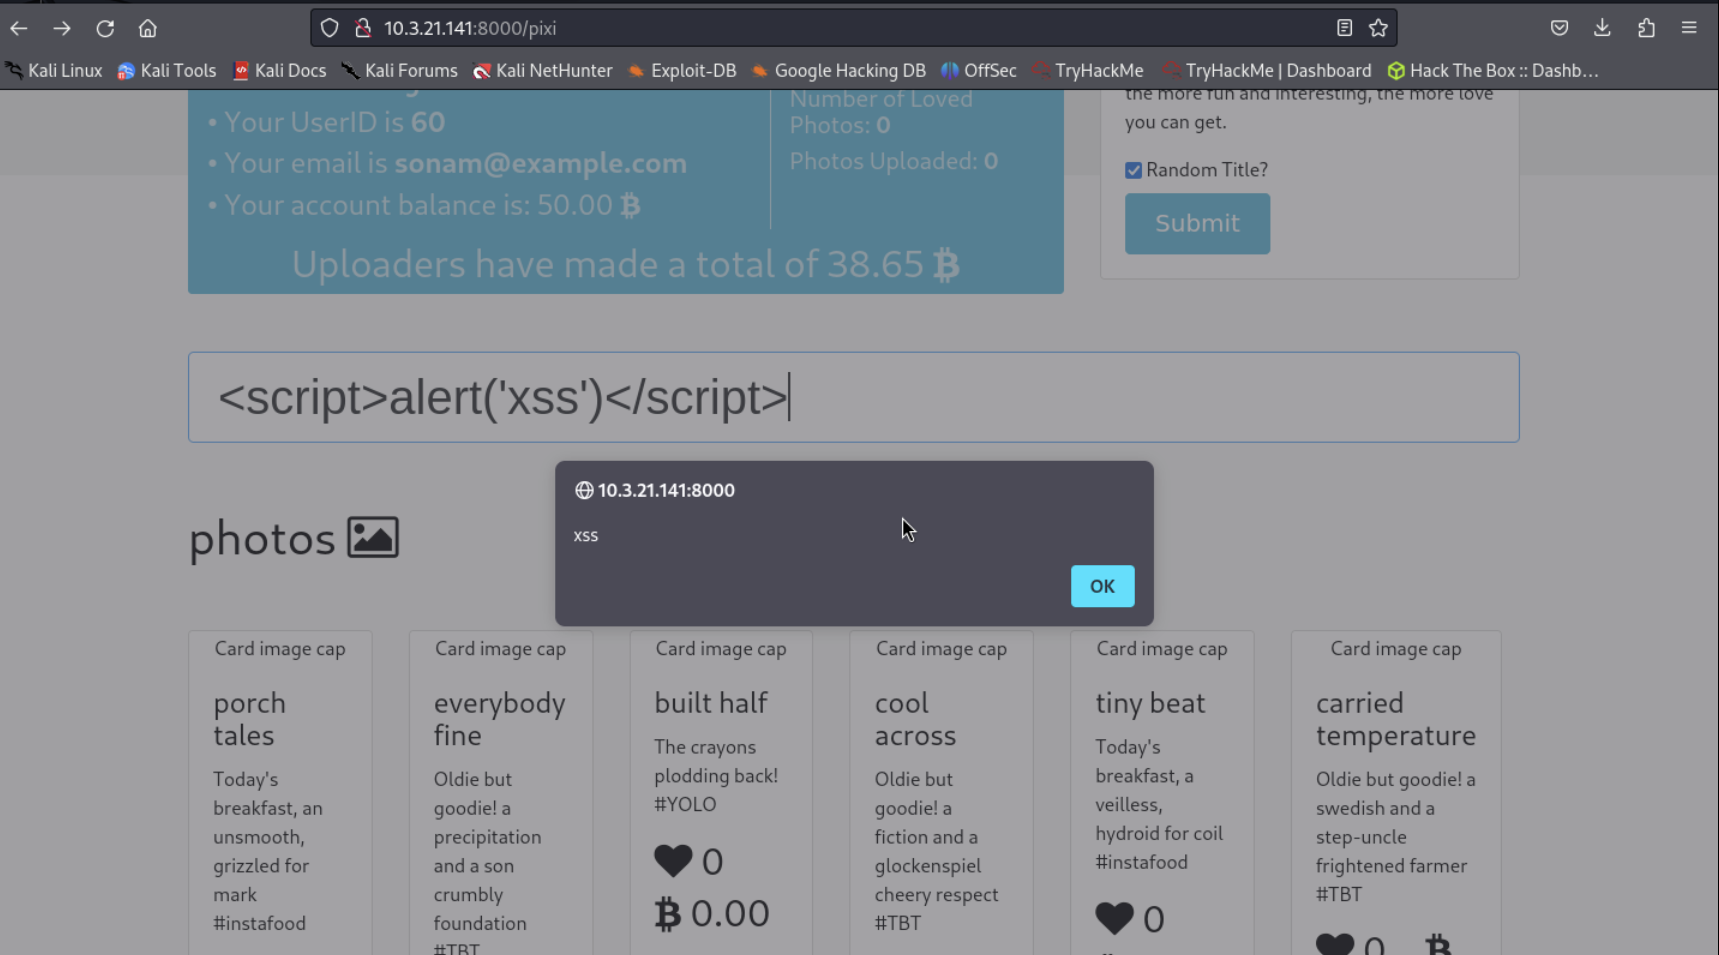 10.3.21.141:8000/pixi
Kali Linux Kali Tools Kali Docs Kali Forums Kali NetHunter Exploit-DB Google Hacking DB OffSec TryHackMe TryHackMe | Dashboard Hack The Box :: Dashb…
• Your UserID is 60
• Your email is sonam@example.com
• Your account balance is: 50.00 ₿
Number of Loved
Photos: 0
Photos Uploaded: 0
Uploaders have made a total of 38.65 ₿
the more fun and interesting, the more love
you can get.
Random Title?
Submit
<script>alert('xss')</script>
10.3.21.141:8000
xss
OK
photos
Card image cap
porch
tales
Today's
breakfast, an
unsmooth,
grizzled for
mark
#instafood
Card image cap
everybody
fine
Oldie but
goodie! a
precipitation
and a son
crumbly
foundation
#TBT
Card image cap
built half
The crayons
plodding back!
#YOLO
0
₿ 0.00
Card image cap
cool
across
Oldie but
goodie! a
fiction and a
glockenspiel
cheery respect
#TBT
Card image cap
tiny beat
Today's
breakfast, a
veilless,
hydroid for coil
#instafood
0
Card image cap
carried
temperature
Oldie but goodie! a
swedish and a
step-uncle
frightened farmer
#TBT
0 ₿